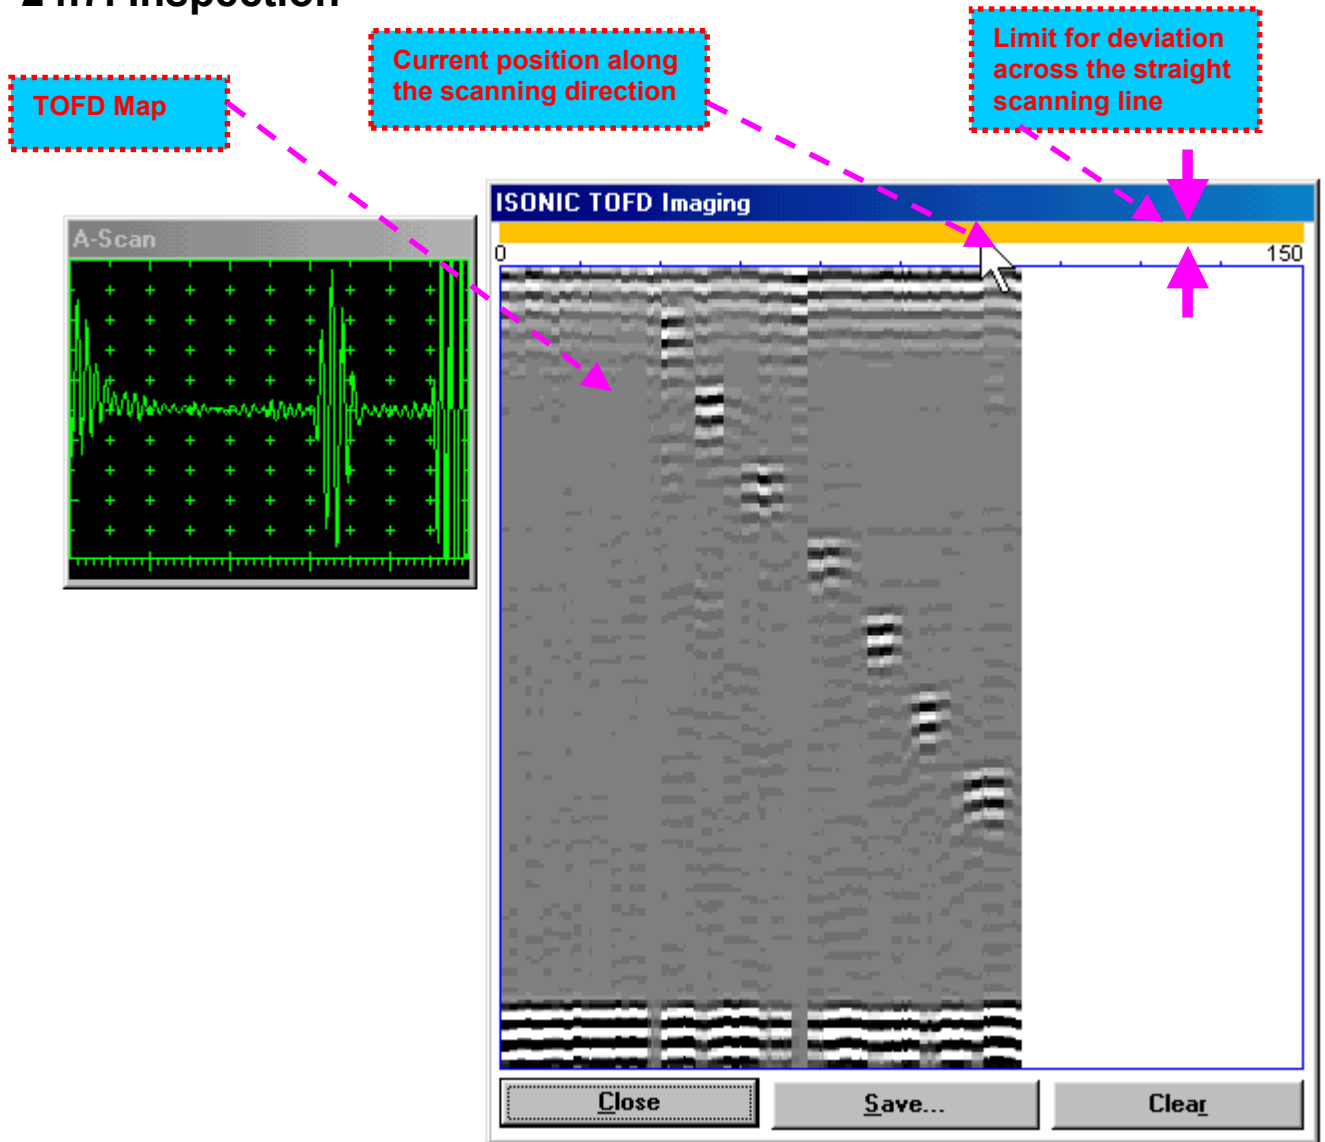 Inspection
Current position along
the scanning direction
Limit for deviation
across the straight
scanning line
TOFD Map
ISONIC TOFD Imaging
A-Scan
0
150
Close
Save...
Clear